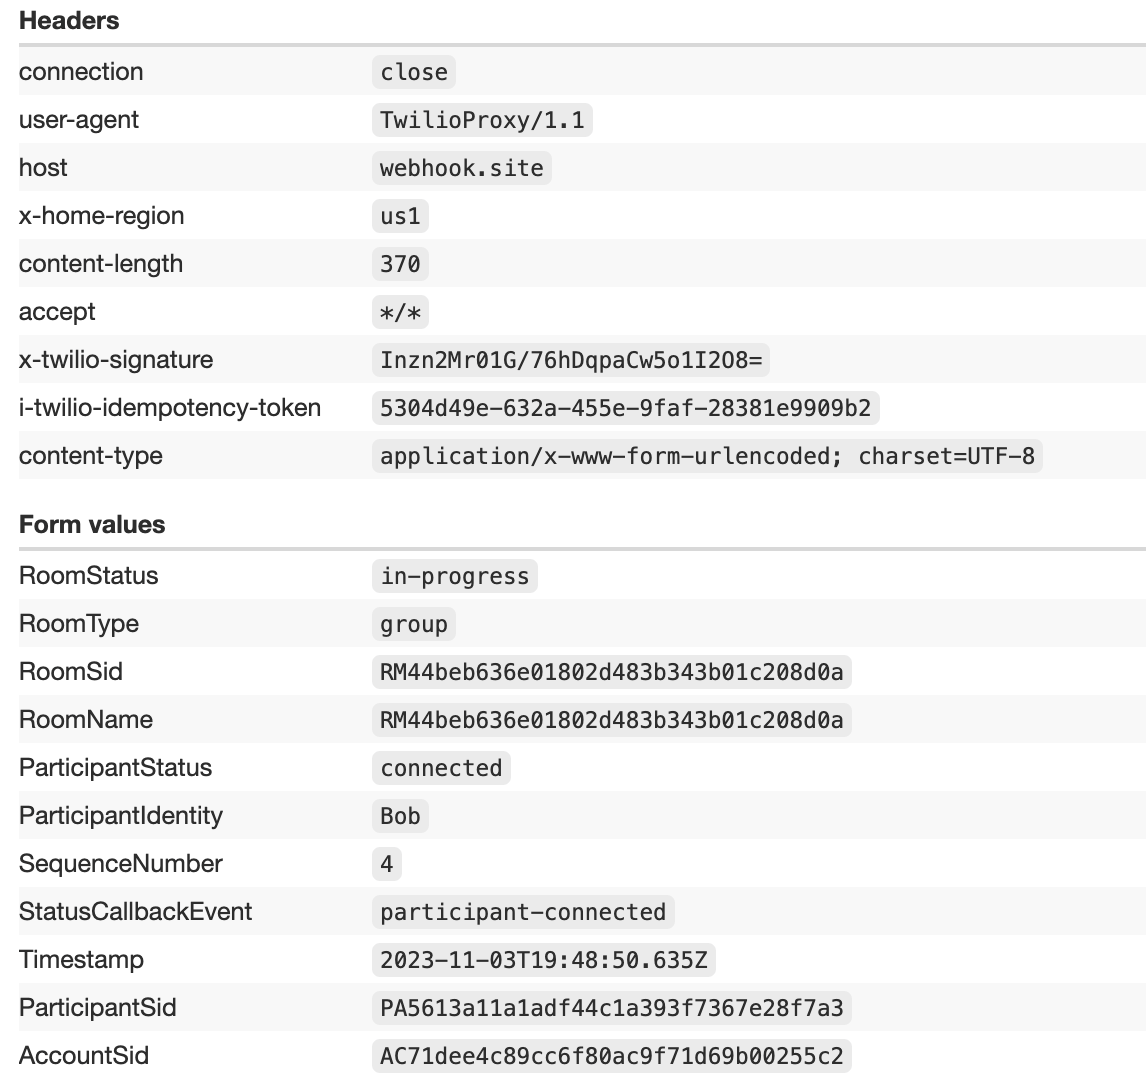 Headers
connection close
user-agent TwilioProxy/1.1
host webhook.site
x-home-region us1
content-length 370
accept */*
x-twilio-signature Inzn2Mr01G/76hDqpaCw5o1I2O8=
i-twilio-idempotency-token 5304d49e-632a-455e-9faf-28381e9909b2
content-type application/x-www-form-urlencoded; charset=UTF-8
Form values
RoomStatus in-progress
RoomType group
RoomSid RM44beb636e01802d483b343b01c208d0a
RoomName RM44beb636e01802d483b343b01c208d0a
ParticipantStatus connected
ParticipantIdentity Bob
SequenceNumber 4
StatusCallbackEvent participant-connected
Timestamp 2023-11-03T19:48:50.635Z
ParticipantSid PA5613a11a1adf44c1a393f7367e28f7a3
AccountSid AC71dee4c89cc6f80ac9f71d69b00255c2